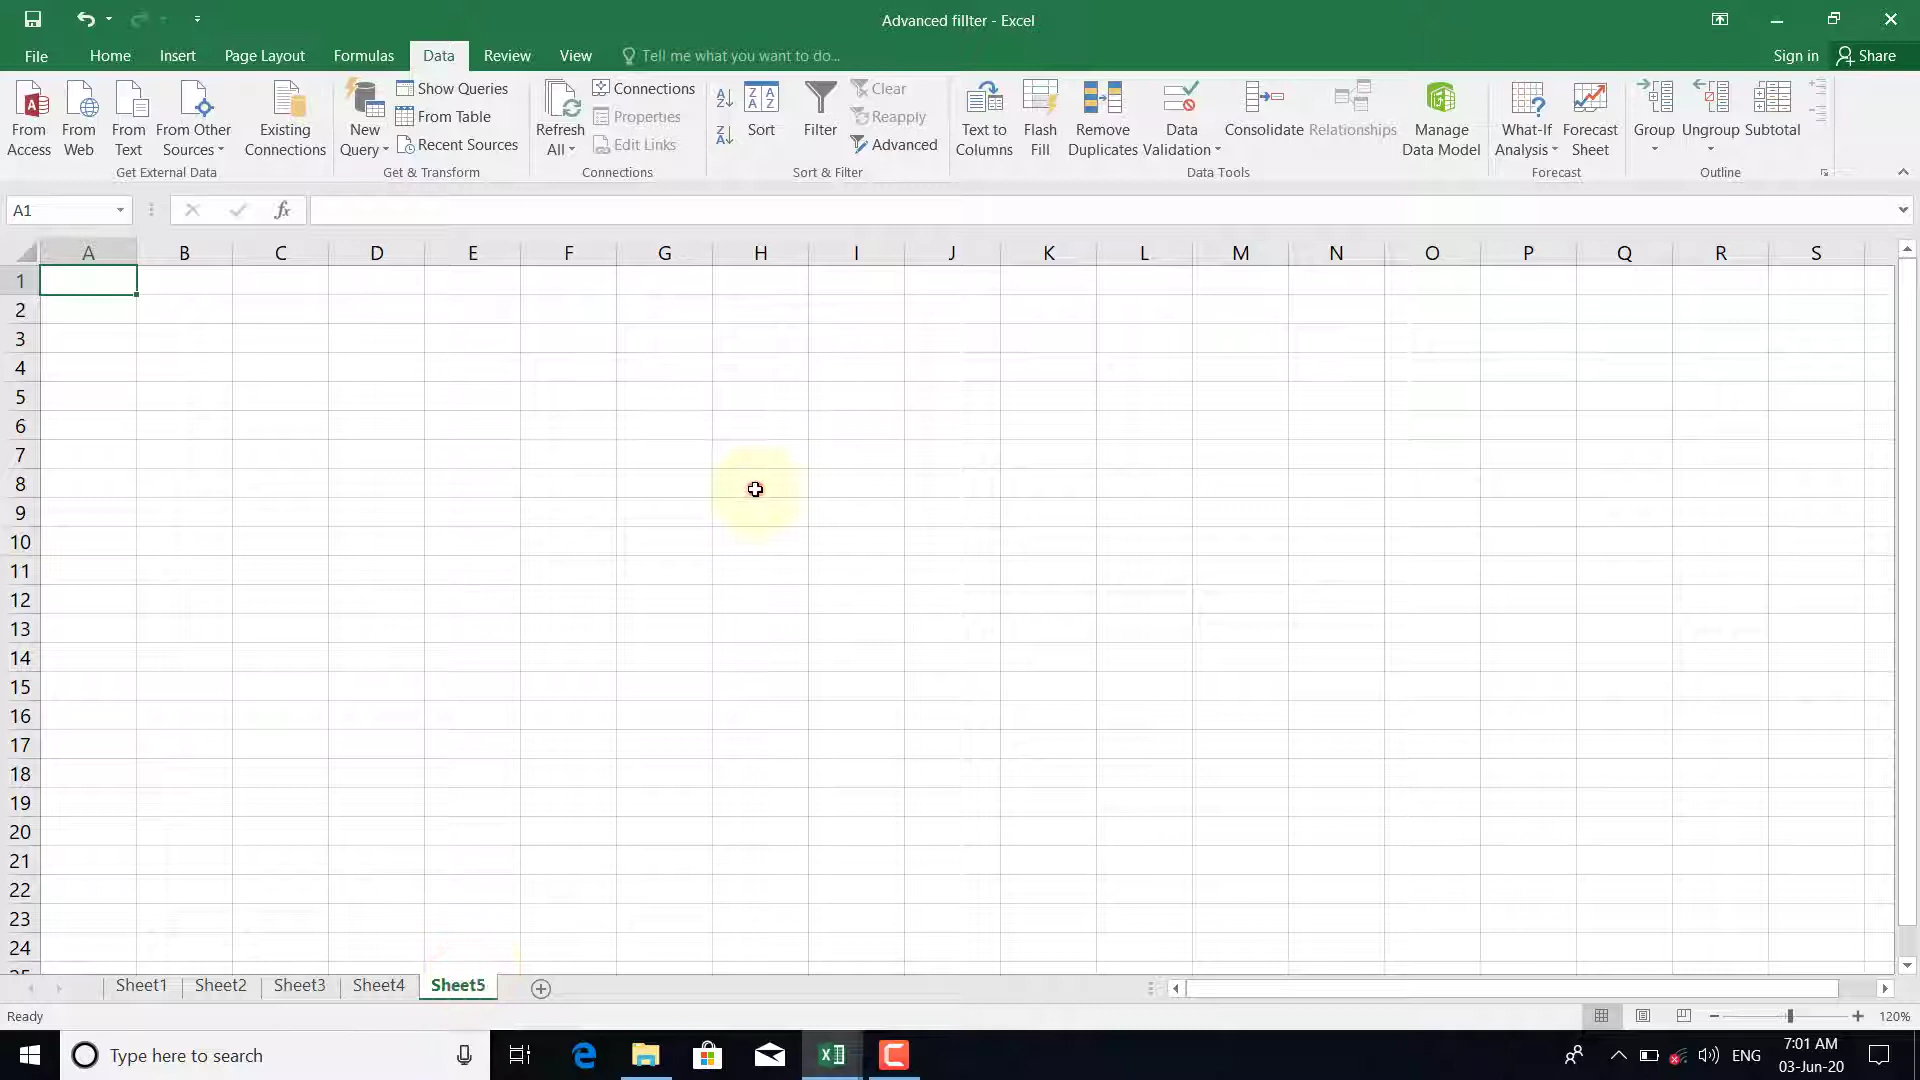 Advanced fillter - Excel
File Home Insert Page Layout Formulas Data Review View Tell me what you want to do... Sign in Share
From Access
From Web
From Text
From Other Sources
Existing Connections
Get External Data
New Query
Show Queries
From Table
Recent Sources
Get & Transform
Refresh All
Connections
Properties
Edit Links
Connections
Sort
Filter
Clear
Reapply
Advanced
Sort & Filter
Text to Columns
Flash Fill
Remove Duplicates
Data Validation
Consolidate
Relationships
Manage Data Model
Data Tools
What-If Analysis
Forecast Sheet
Forecast
Group
Ungroup
Subtotal
Outline
A1
fx
A B C D E F G H I J K L M N O P Q R S
1
2
3
4
5
6
7
8
9
10
11
12
13
14
15
16
17
18
19
20
21
22
23
24
25
Sheet1 Sheet2 Sheet3 Sheet4 Sheet5
Ready
120%
Type here to search
ENG
7:01 AM
03-Jun-20